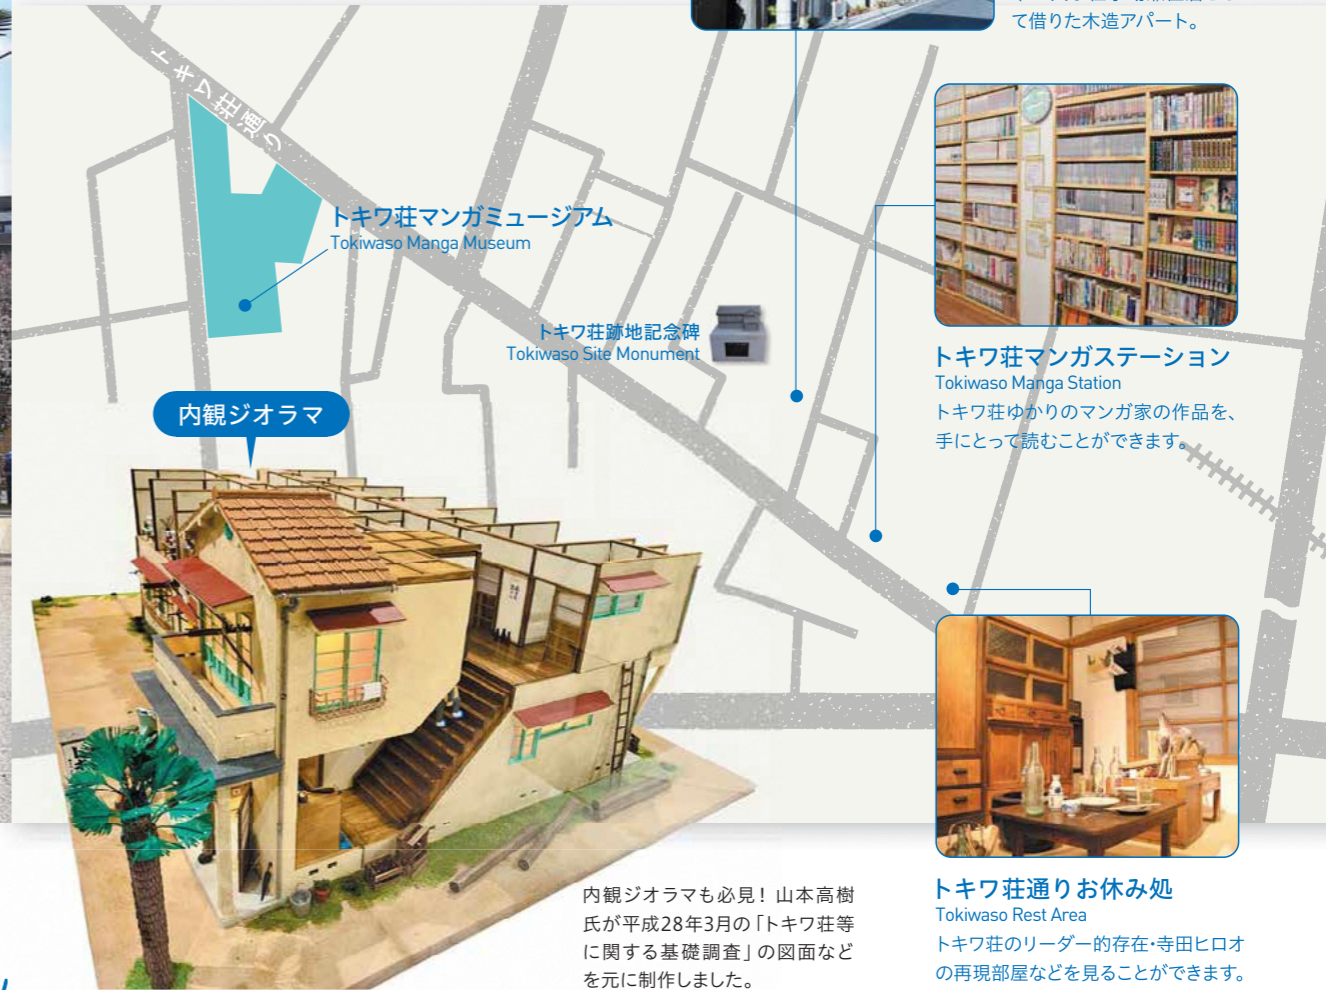 て借りた木造アパート。
トキワ荘通り
トキワ荘マンガミュージアム
Tokiwaso Manga Museum
トキワ荘跡地記念碑
Tokiwaso Site Monument
トキワ荘マンガステーション
Tokiwaso Manga Station
トキワ荘ゆかりのマンガ家の作品を、
手にとって読むことができます。
内観ジオラマ
内観ジオラマも必見！山本高樹
氏が平成28年3月の「トキワ荘等
に関する基礎調査」の図面など
を元に制作しました。
トキワ荘通りお休み処
Tokiwaso Rest Area
トキワ荘のリーダー的存在・寺田ヒロオ
の再現部屋などを見ることができます。